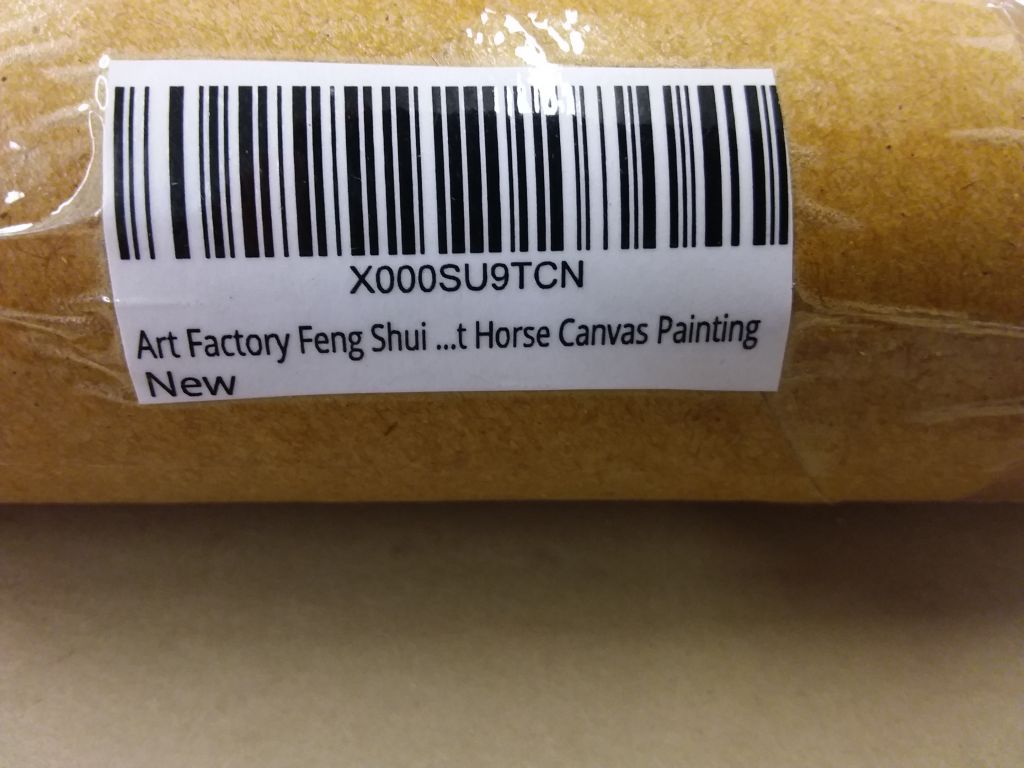 X000SU9TCN
Art Factory Feng Shui ...t Horse Canvas Painting
New